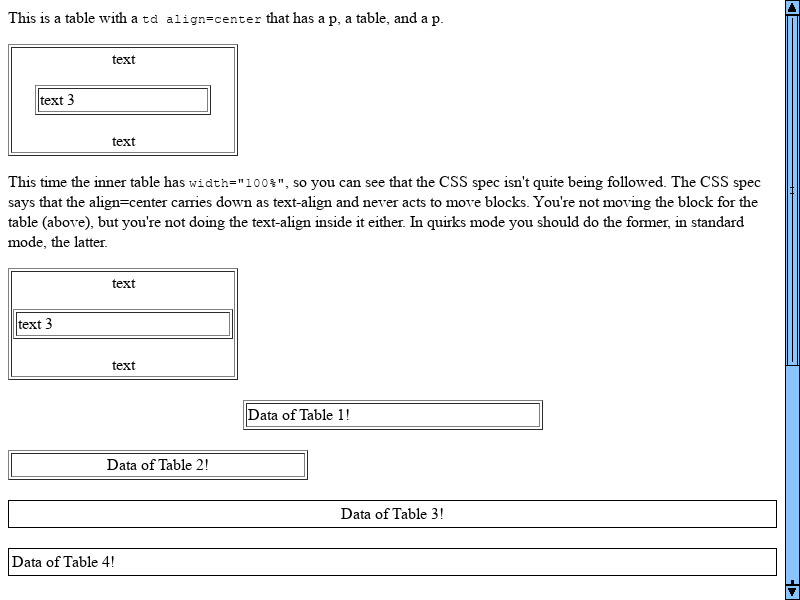 This is a table with a td align=center that has a p, a table, and a p.
text
text 3
text
This time the inner table has width="100%", so you can see that the CSS spec isn't quite being followed. The CSS spec
says that the align=center carries down as text-align and never acts to move blocks. You're not moving the block for the
table (above), but you're not doing the text-align inside it either. In quirks mode you should do the former, in standard
mode, the latter.
text
text 3
text
Data of Table 1!
Data of Table 2!
Data of Table 3!
Data of Table 4!